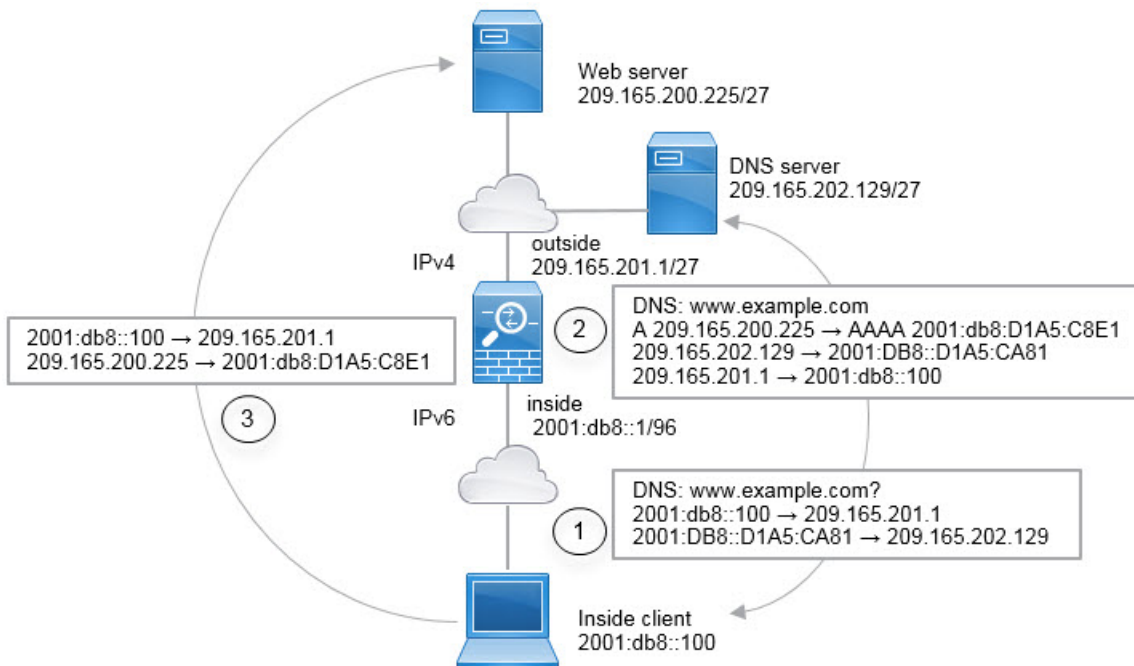 Web server
209.165.200.225/27
DNS server
209.165.202.129/27
outside
209.165.201.1/27
IPv4
2
DNS: www.example.com
A 209.165.200.225 → AAAA 2001:db8:D1A5:C8E1
209.165.202.129 → 2001:DB8::D1A5:CA81
209.165.201.1 → 2001:db8::100
2001:db8::100 → 209.165.201.1
209.165.200.225 → 2001:db8:D1A5:C8E1
3
IPv6
inside
2001:db8::1/96
1
DNS: www.example.com?
2001:db8::100 → 209.165.201.1
2001:DB8::D1A5:CA81 → 209.165.202.129
Inside client
2001:db8::100